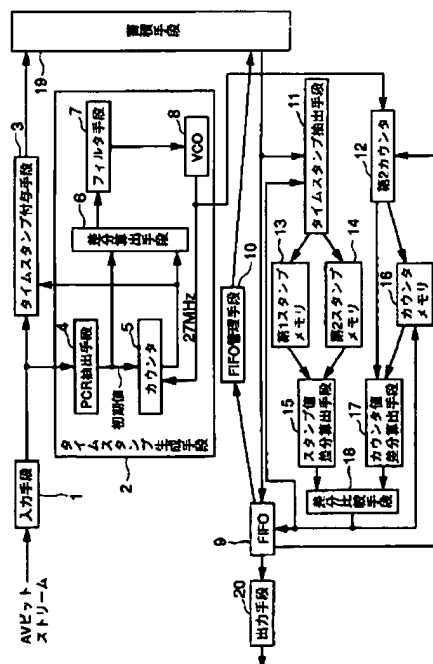 AVビット
ストリーム
入力手段
1
タイムスタンプ付与手段
3
蓄積手段
19
PCR抽出手段
4
初期値
カウンタ
5
差分算出手段
6
フィルタ手段
7
VCO
8
27MHz
タイムスタンプ生成手段
2
FIFO管理手段
10
タイムスタンプ抽出手段
11
第2カウンタ
12
第1スタンプ
メモリ
13
第2スタンプ
メモリ
14
カウンタ
メモリ
16
スタンプ値
差分算出手段
15
カウンタ値
差分算出手段
17
差分比較手段
18
FIFO
9
出力手段
20